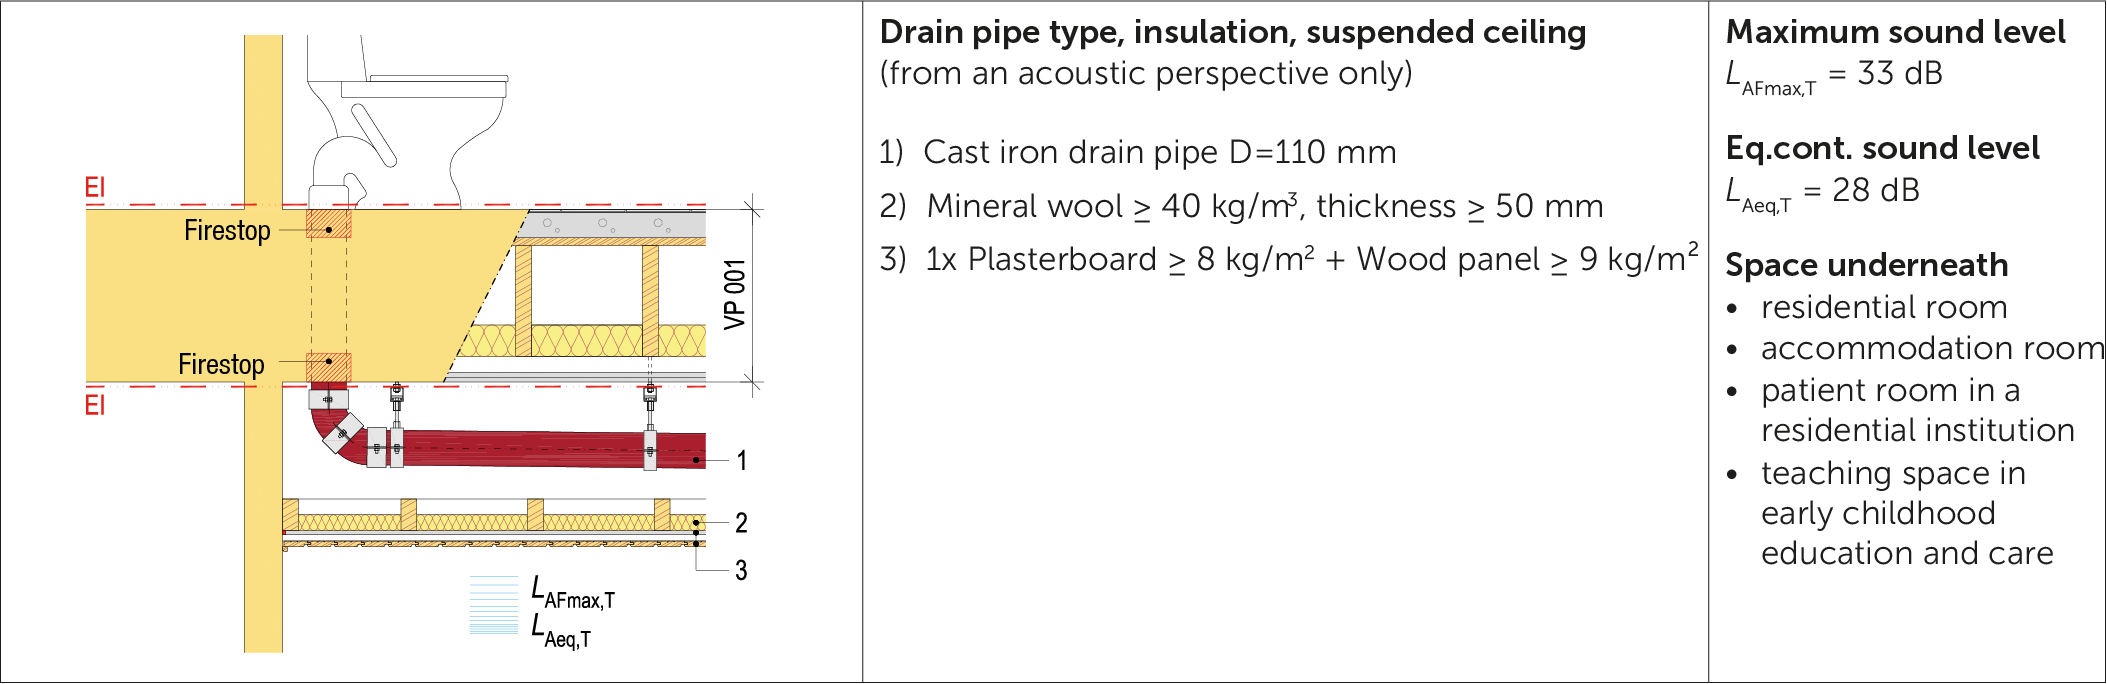 EI
Firestop
VP 001
Firestop
EI
1
2
3
LAFmax,T
LAeq,T
Drain pipe type, insulation, suspended ceiling
(from an acoustic perspective only)
1) Cast iron drain pipe D=110 mm
2) Mineral wool ≥ 40 kg/m³, thickness ≥ 50 mm
3) 1x Plasterboard ≥ 8 kg/m² + Wood panel ≥ 9 kg/m²
Maximum sound level
LAFmax,T = 33 dB
Eq.cont. sound level
LAeq,T = 28 dB
Space underneath
• residential room
• accommodation room
• patient room in a
residential institution
• teaching space in
early childhood
education and care